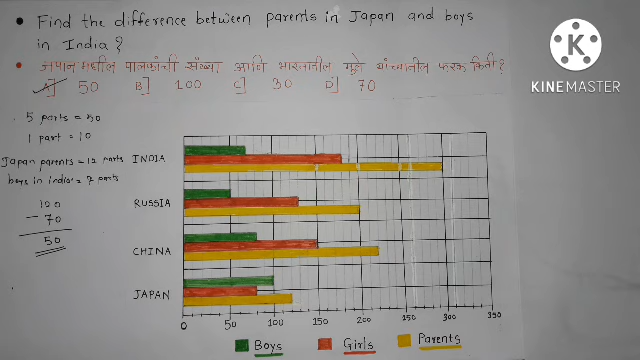 Find the difference between parents in Japan and boys
in India?
जपान मधील पालकांची संख्या आणि भारतातील मुले यांच्यातील फरक किती?
A] 50 B] 100 C] 30 D] 70
KINEMASTER
5 parts = 50
1 part = 10
Japan parents = 12 parts
boys in india = 7 parts
120
- 70
50
INDIA
RUSSIA
CHINA
JAPAN
0 50 100 150 200 250 300 350
Boys Girls Parents